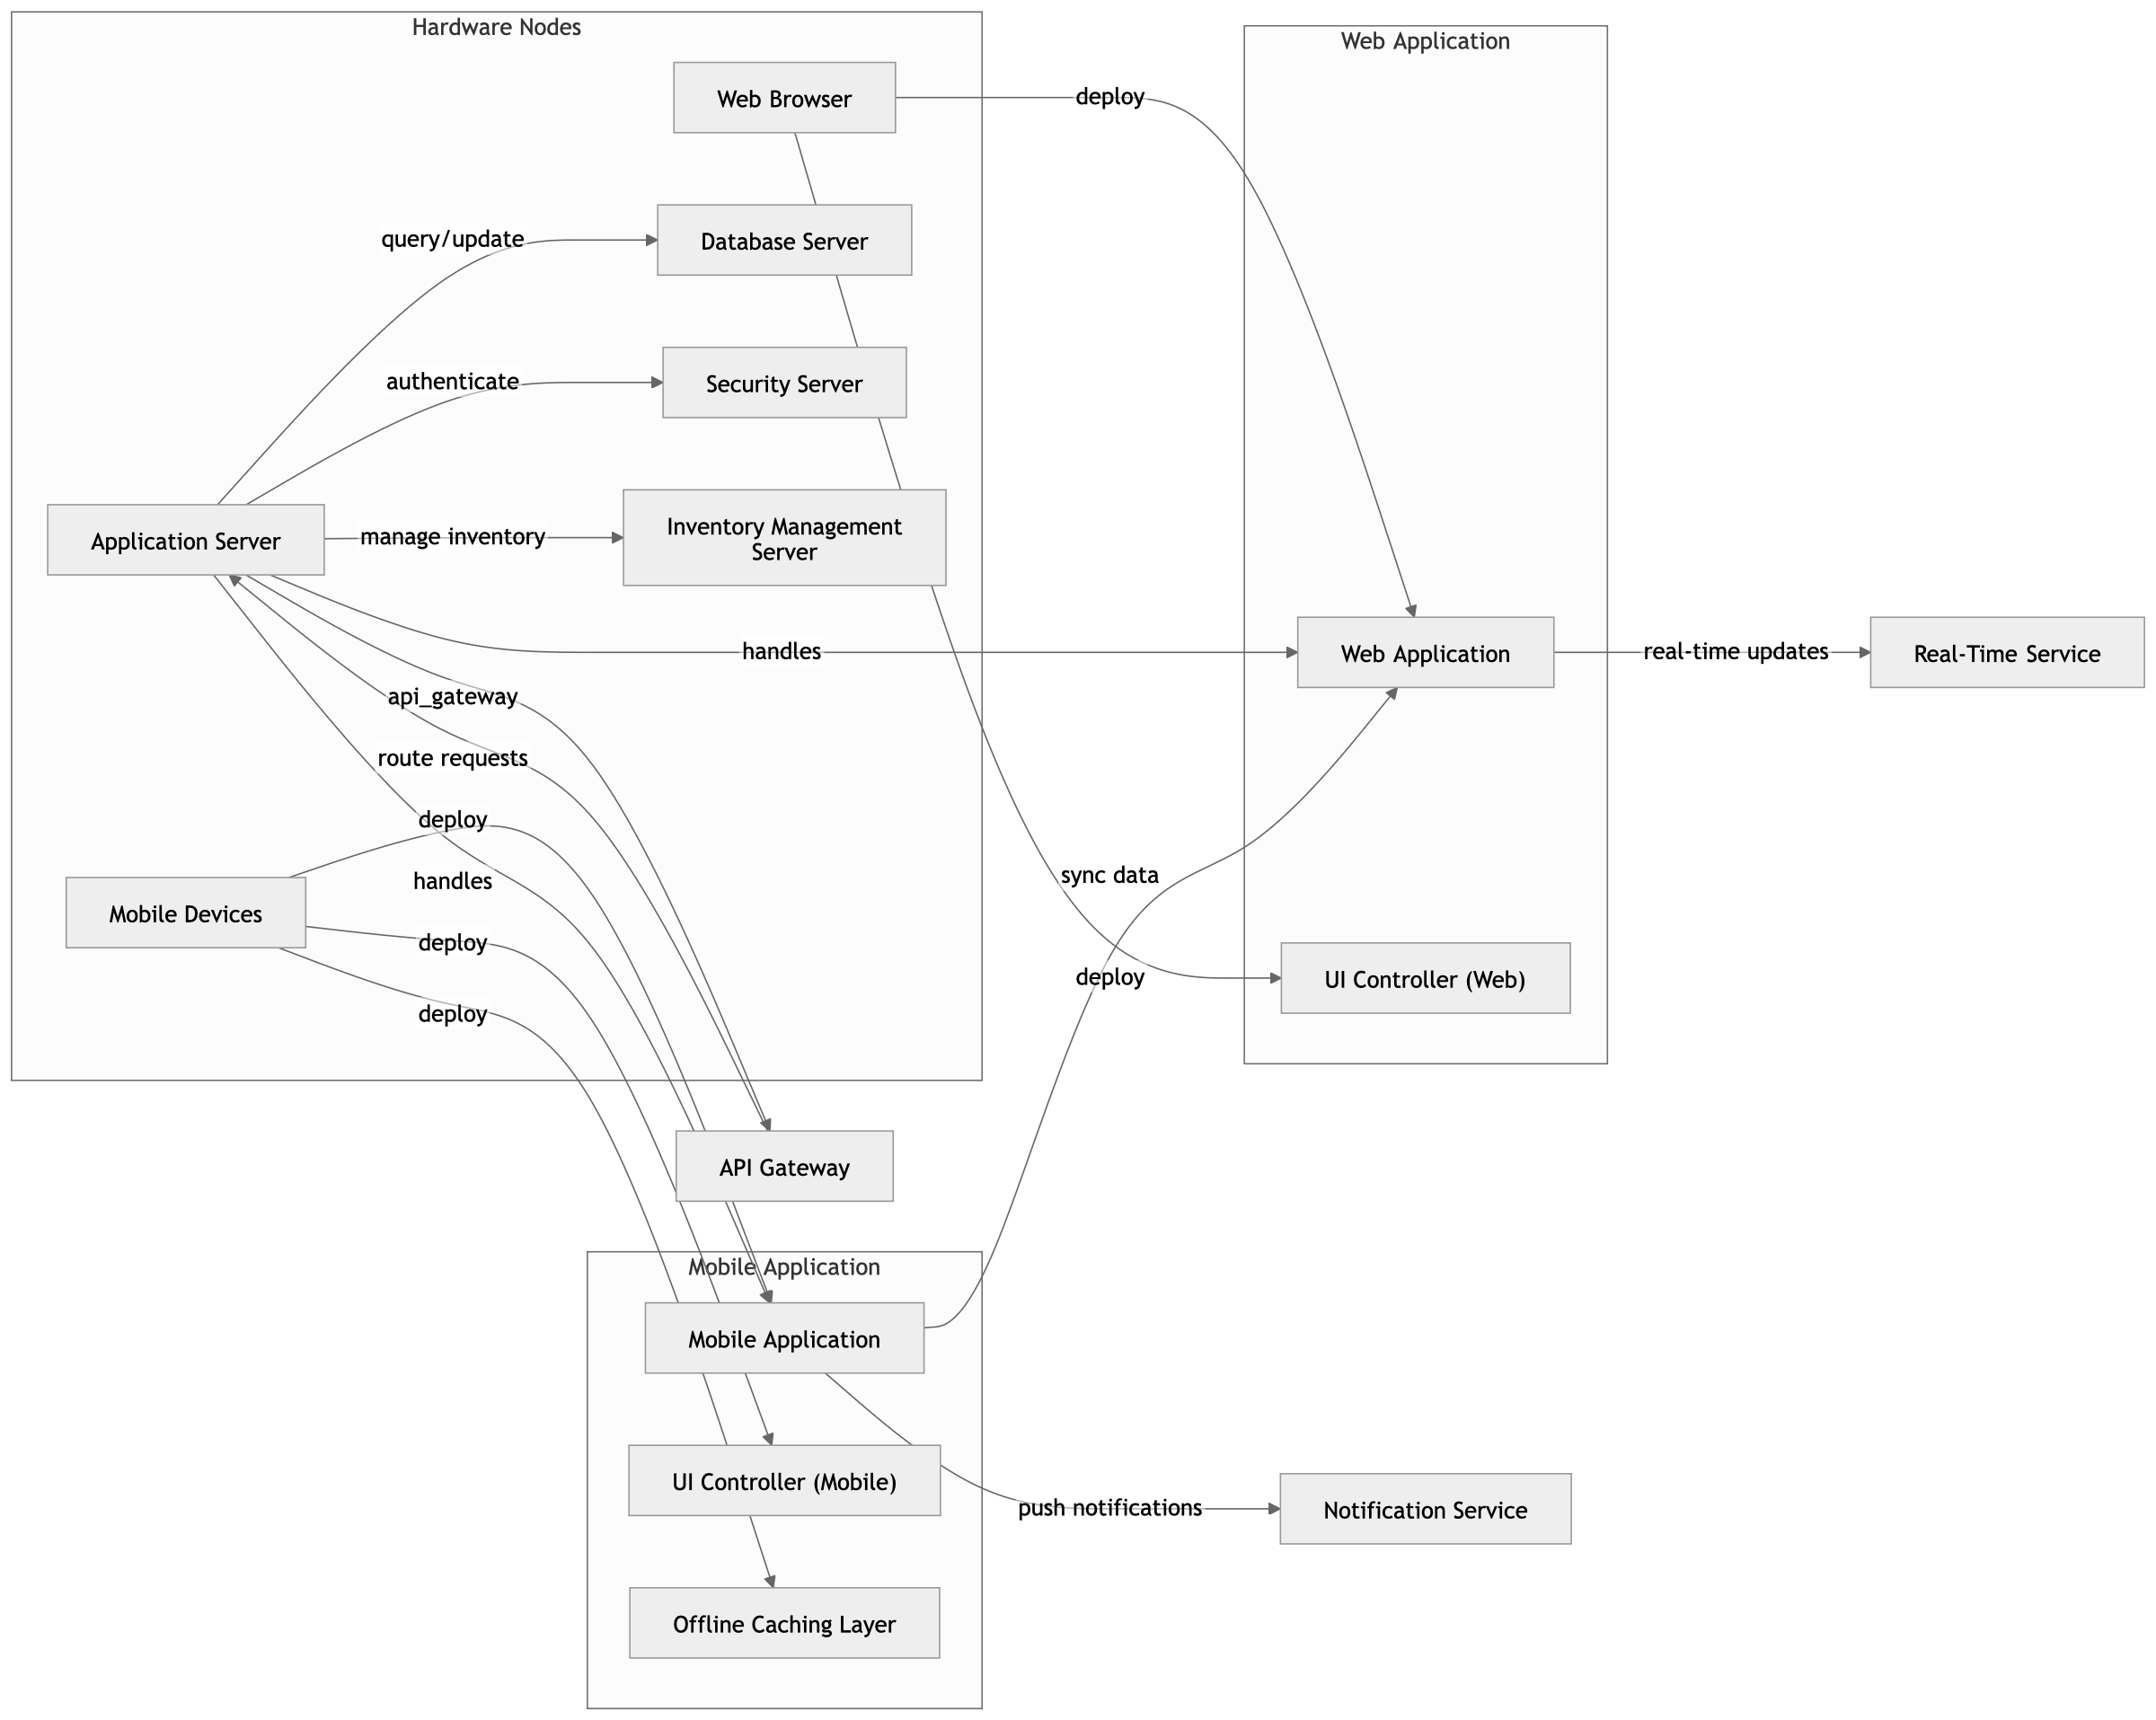 Hardware Nodes
Web Application
Web Browser
deploy
query/update
Database Server
authenticate
Security Server
Application Server
manage inventory
Inventory Management
Server
handles
Web Application
real-time updates
Real-Time Service
api_gateway
route requests
deploy
handles
sync data
Mobile Devices
deploy
deploy
UI Controller (Web)
deploy
API Gateway
Mobile Application
Mobile Application
UI Controller (Mobile)
push notifications
Notification Service
Offline Caching Layer